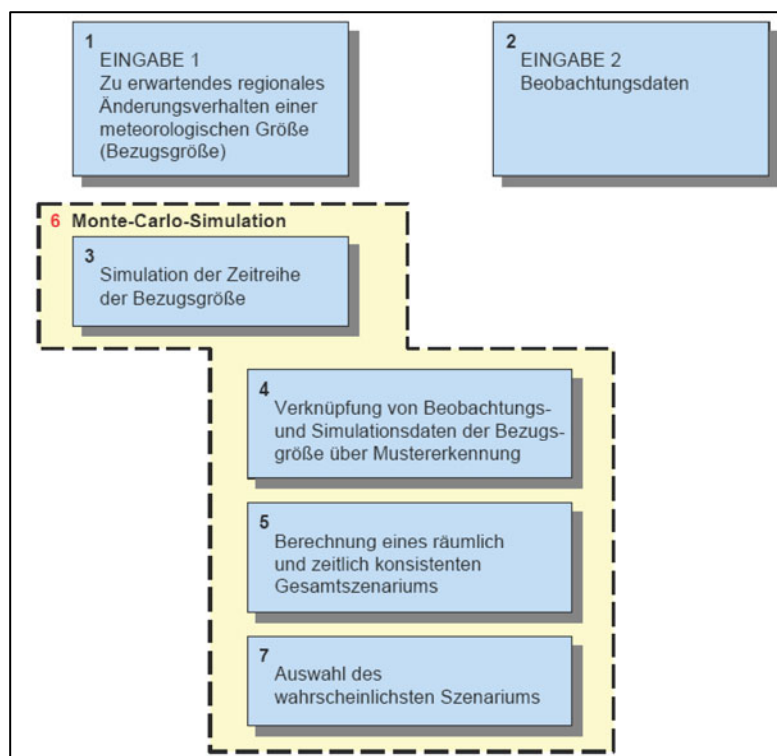 1
EINGABE 1
Zu erwartendes regionales
Änderungsverhalten einer
meteorologischen Größe
(Bezugsgröße)
2
EINGABE 2
Beobachtungsdaten
6 Monte-Carlo-Simulation
3
Simulation der Zeitreihe
der Bezugsgröße
4
Verknüpfung von Beobachtungs-
und Simulationsdaten der Bezugs-
größe über Mustererkennung
5
Berechnung eines räumlich
und zeitlich konsistenten
Gesamtszenariums
7
Auswahl des
wahrscheinlichsten Szenariums